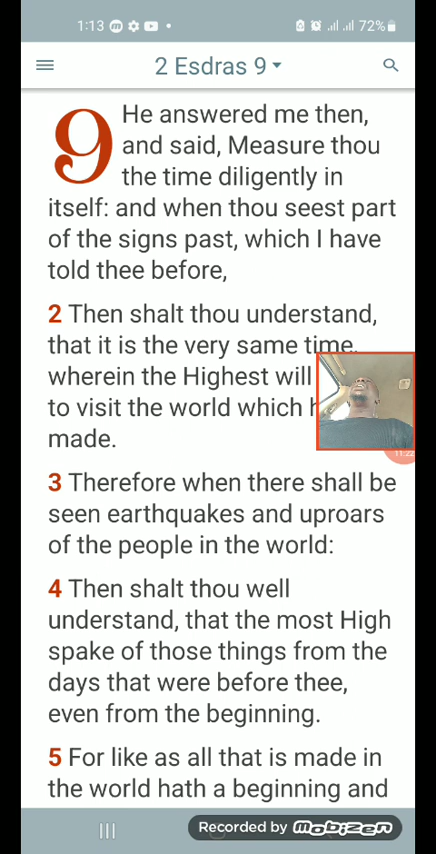 1:13
72%
2 Esdras 9
9 He answered me then,
and said, Measure thou
the time diligently in
itself: and when thou seest part
of the signs past, which I have
told thee before,
2 Then shalt thou understand,
that it is the very same time,
wherein the Highest will
to visit the world which h
made.
3 Therefore when there shall be
seen earthquakes and uproars
of the people in the world:
4 Then shalt thou well
understand, that the most High
spake of those things from the
days that were before thee,
even from the beginning.
5 For like as all that is made in
the world hath a beginning and
11:22
Recorded by mobizen